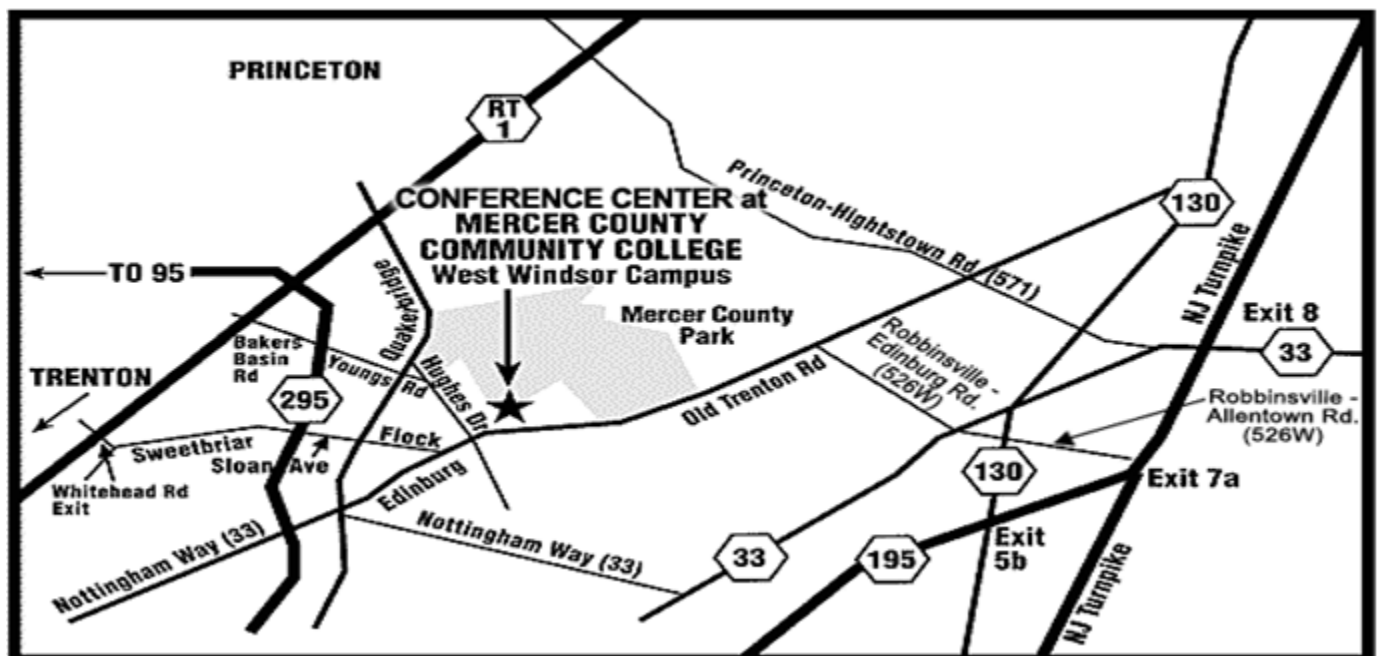 PRINCETON
RT
1
Princeton-Hightstown Rd. (571)
130
CONFERENCE CENTER at
MERCER COUNTY
COMMUNITY COLLEGE
West Windsor Campus
NJ Turnpike
TO 95
Quakerbridge
Mercer County
Park
Exit 8
33
Bakers
Basin
Rd
Youngs Rd
Hughes Dr
Old Trenton Rd
Robbinsville -
Edinburg Rd.
(526W)
TRENTON
295
Robbinsville -
Allentown Rd.
(526W)
Sweetbriar
Sloan Ave
Flock
Edinburg
130
Exit 7a
Whitehead Rd
Exit
Nottingham Way (33)
Nottingham Way (33)
33
195
Exit
5b
NJ Turnpike